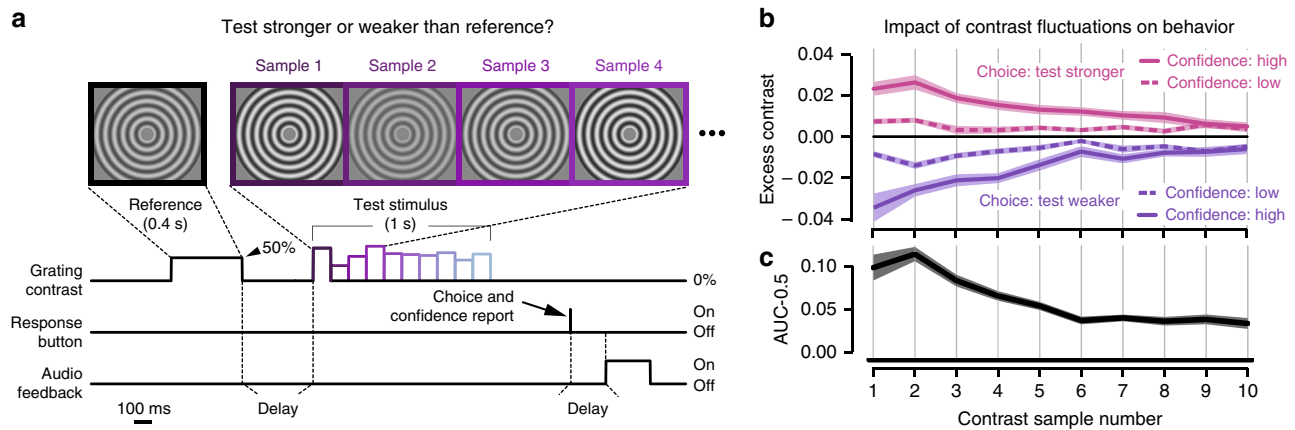 a
Test stronger or weaker than reference?
Sample 1 Sample 2 Sample 3 Sample 4
•••
Reference
(0.4 s)
Test stimulus
(1 s)
50%
Grating
contrast
0%
Choice and
confidence report
Response
button
On
Off
Audio
feedback
On
Off
Delay
Delay
100 ms
b
Impact of contrast fluctuations on behavior
Excess contrast
0.04
0.02
0.00
– 0.02
– 0.04
Choice: test stronger
Confidence: high
Confidence: low
Choice: test weaker
Confidence: low
Confidence: high
c
AUC-0.5
0.10
0.05
0.00
1 2 3 4 5 6 7 8 9 10
Contrast sample number